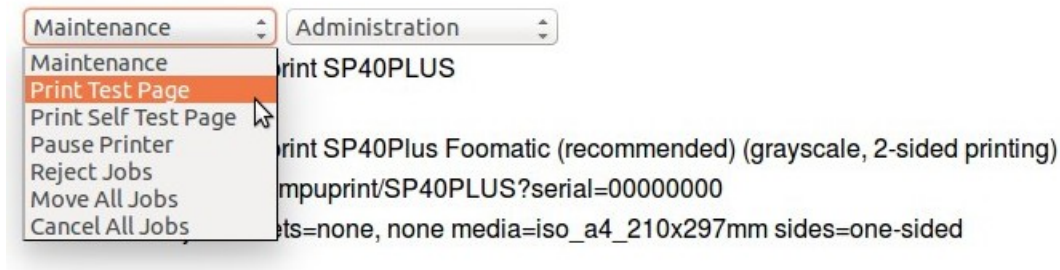 Maintenance Administration
Maintenance
Print Test Page
Print Self Test Page
Pause Printer
Reject Jobs
Move All Jobs
Cancel All Jobs
rint SP40PLUS
rint SP40Plus Foomatic (recommended) (grayscale, 2-sided printing)
mpuprint/SP40PLUS?serial=00000000
ets=none, none media=iso_a4_210x297mm sides=one-sided